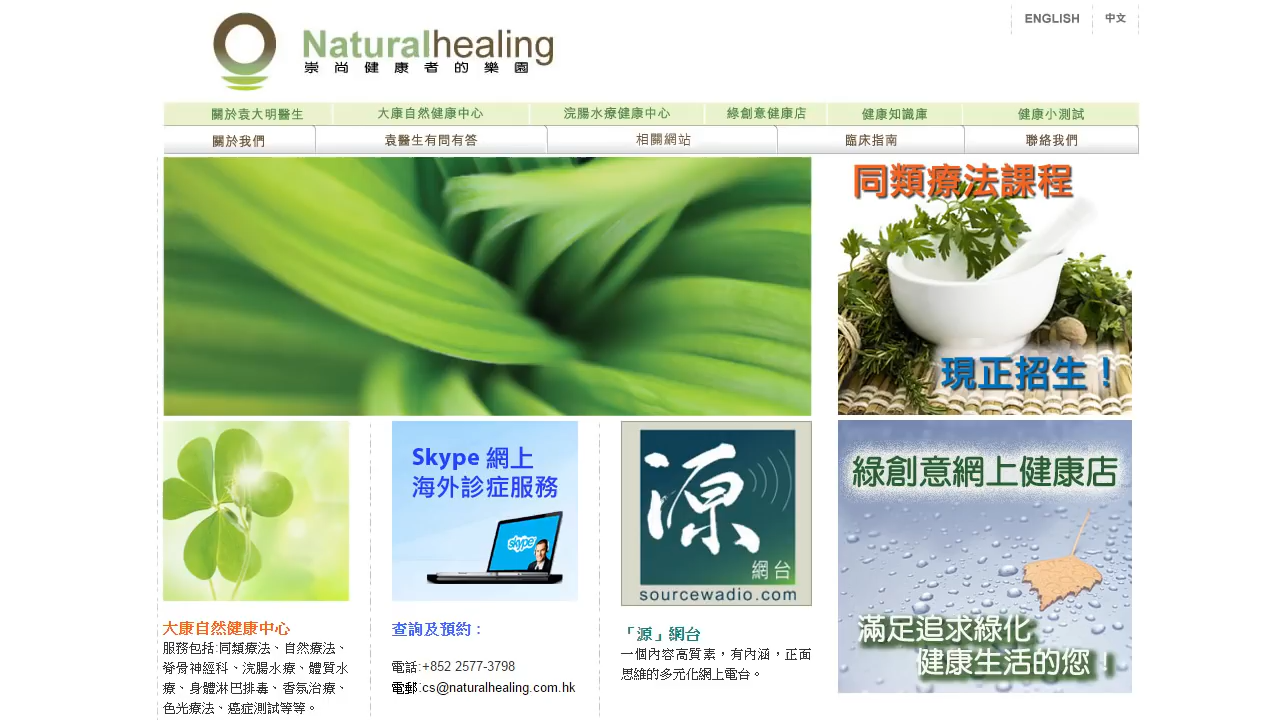 ENGLISH 中文
Naturalhealing
崇尚健康者的樂園
關於袁大明醫生 大康自然健康中心 浣腸水療健康中心 綠創意健康店 健康知識庫 健康小測試
關於我們 袁醫生有問有答 相關網站 臨床指南 聯絡我們
同類療法課程
現正招生！
Skype 網上
海外診症服務
skype
源
網台
sourcewadio.com
綠創意網上健康店
滿足追求綠化
健康生活的您！
大康自然健康中心
服務包括:同類療法、自然療法、
脊骨神經科、浣腸水療、體質水
療、身體淋巴排毒、香氛治療、
色光療法、癌症測試等等。
查詢及預約：
電話:+852 2577-3798
電郵:cs@naturalhealing.com.hk
「源」網台
一個內容高質素，有內涵，正面
思維的多元化網上電台。